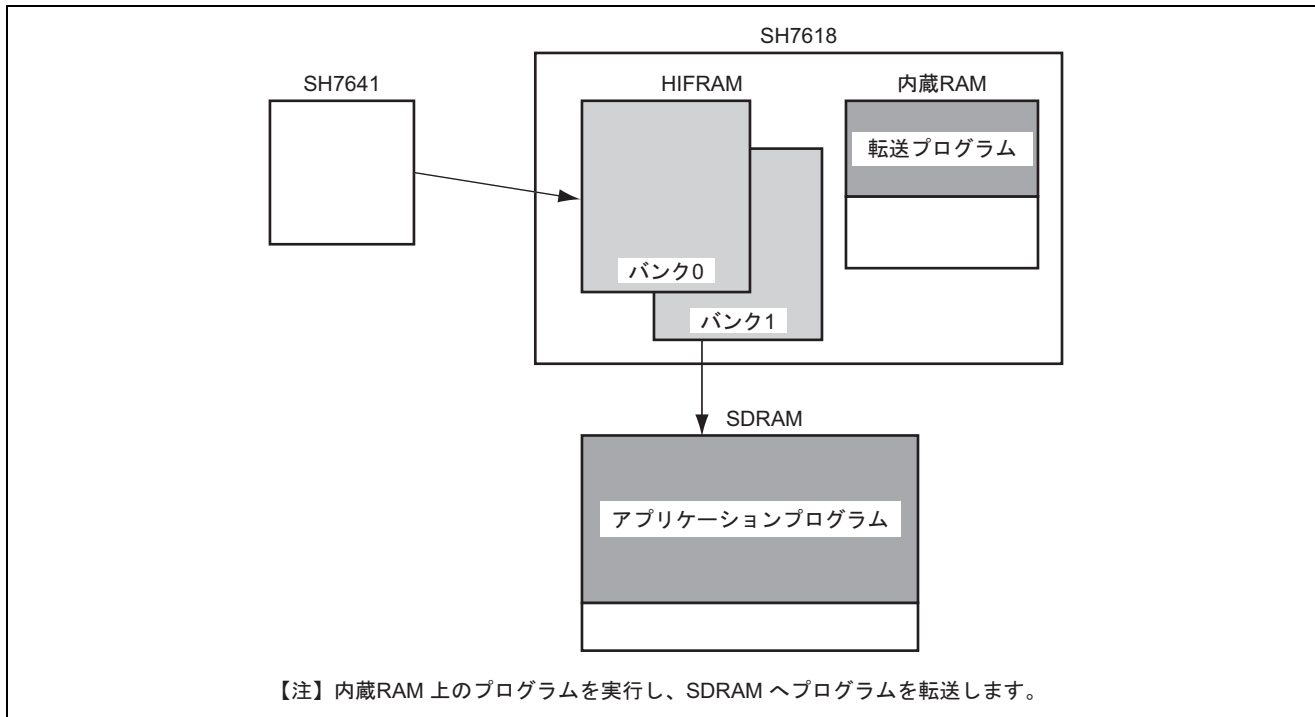 SH7618
SH7641
HIFRAM
内蔵RAM
転送プログラム
バンク0
バンク1
SDRAM
アプリケーションプログラム
【注】内蔵RAM 上のプログラムを実行し、SDRAM へプログラムを転送します。